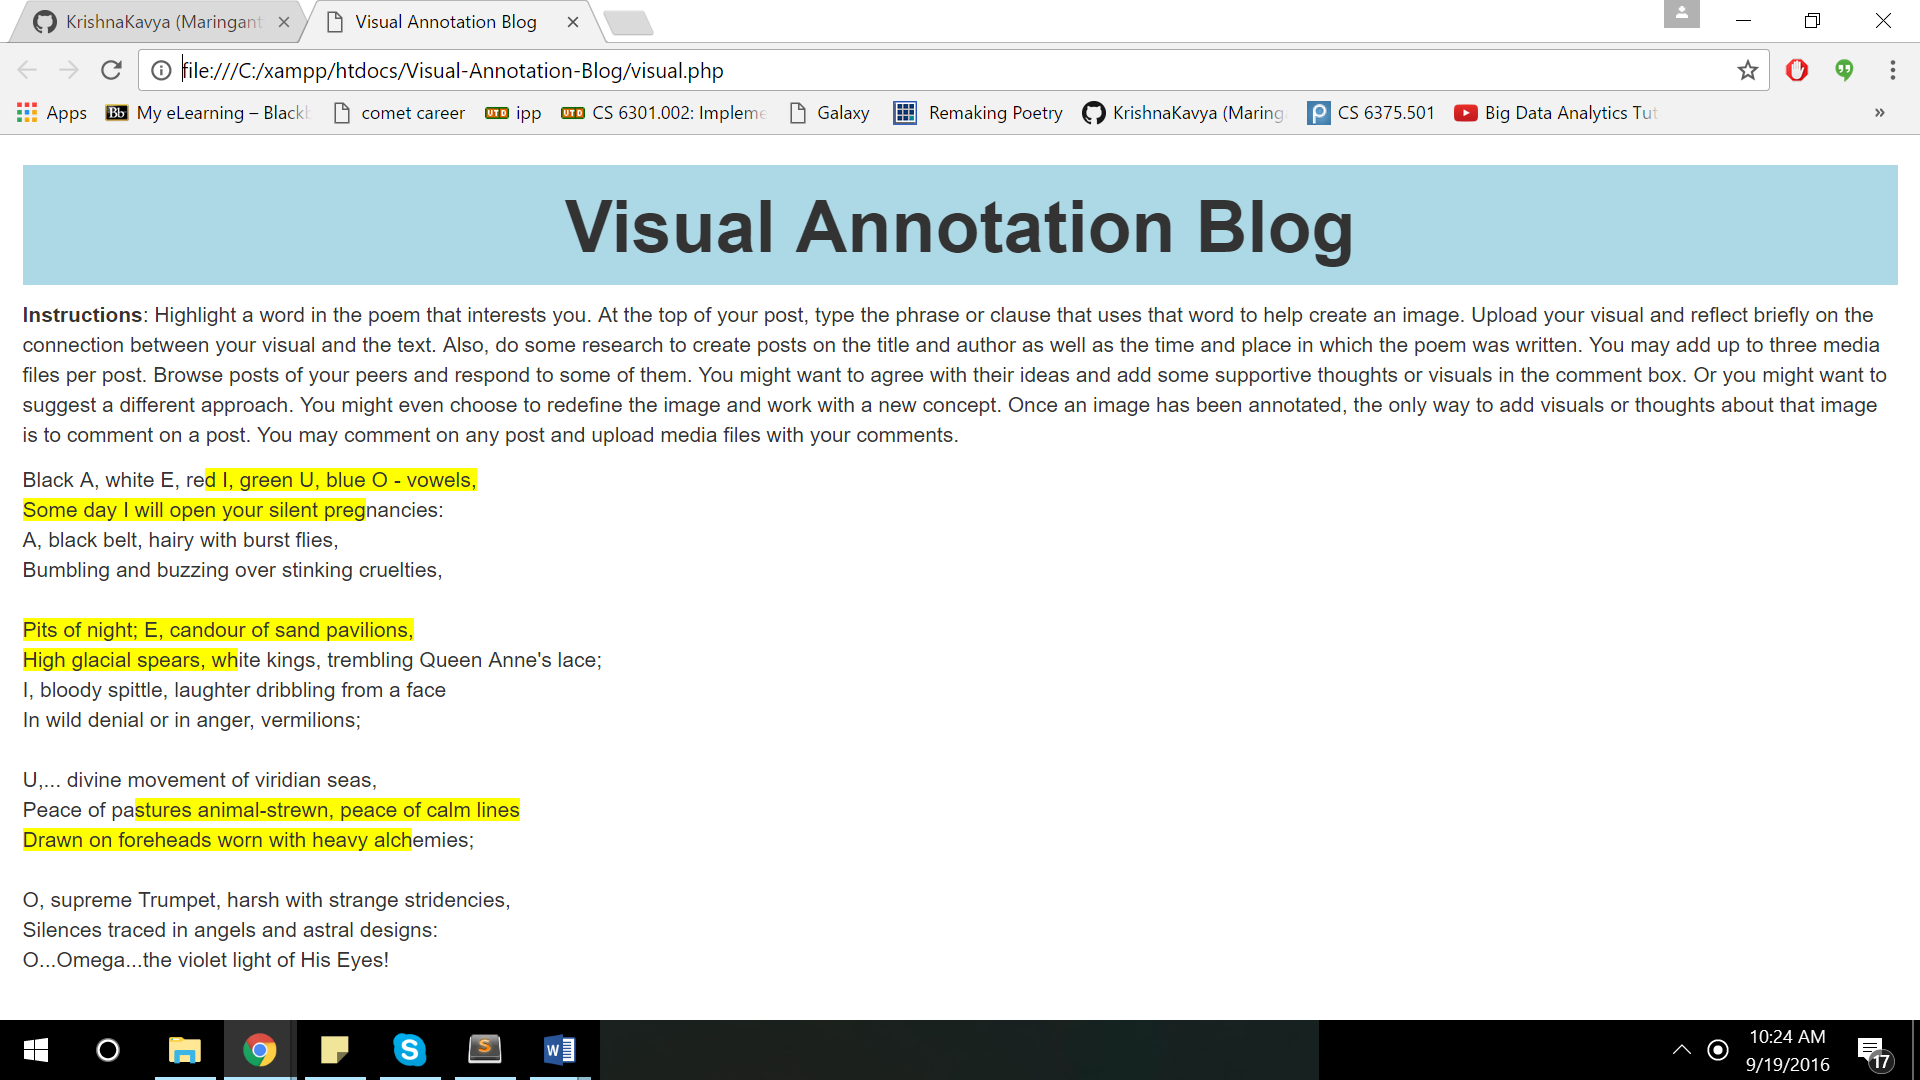 KrishnaKavya (Maringant
Visual Annotation Blog
file:///C:/xampp/htdocs/Visual-Annotation-Blog/visual.php
Apps
Bb My eLearning – Blackb
comet career
UTD ipp
UTD CS 6301.002: Impleme
Galaxy
Remaking Poetry
KrishnaKavya (Maring
CS 6375.501
Big Data Analytics Tut
»
Visual Annotation Blog
Instructions: Highlight a word in the poem that interests you. At the top of your post, type the phrase or clause that uses that word to help create an image. Upload your visual and reflect briefly on the
connection between your visual and the text. Also, do some research to create posts on the title and author as well as the time and place in which the poem was written. You may add up to three media
files per post. Browse posts of your peers and respond to some of them. You might want to agree with their ideas and add some supportive thoughts or visuals in the comment box. Or you might want to
suggest a different approach. You might even choose to redefine the image and work with a new concept. Once an image has been annotated, the only way to add visuals or thoughts about that image
is to comment on a post. You may comment on any post and upload media files with your comments.
Black A, white E, red I, green U, blue O - vowels,
Some day I will open your silent pregnancies:
A, black belt, hairy with burst flies,
Bumbling and buzzing over stinking cruelties,
Pits of night; E, candour of sand pavilions,
High glacial spears, white kings, trembling Queen Anne's lace;
I, bloody spittle, laughter dribbling from a face
In wild denial or in anger, vermilions;
U,... divine movement of viridian seas,
Peace of pastures animal-strewn, peace of calm lines
Drawn on foreheads worn with heavy alchemies;
O, supreme Trumpet, harsh with strange stridencies,
Silences traced in angels and astral designs:
O...Omega...the violet light of His Eyes!
10:24 AM
9/19/2016
17